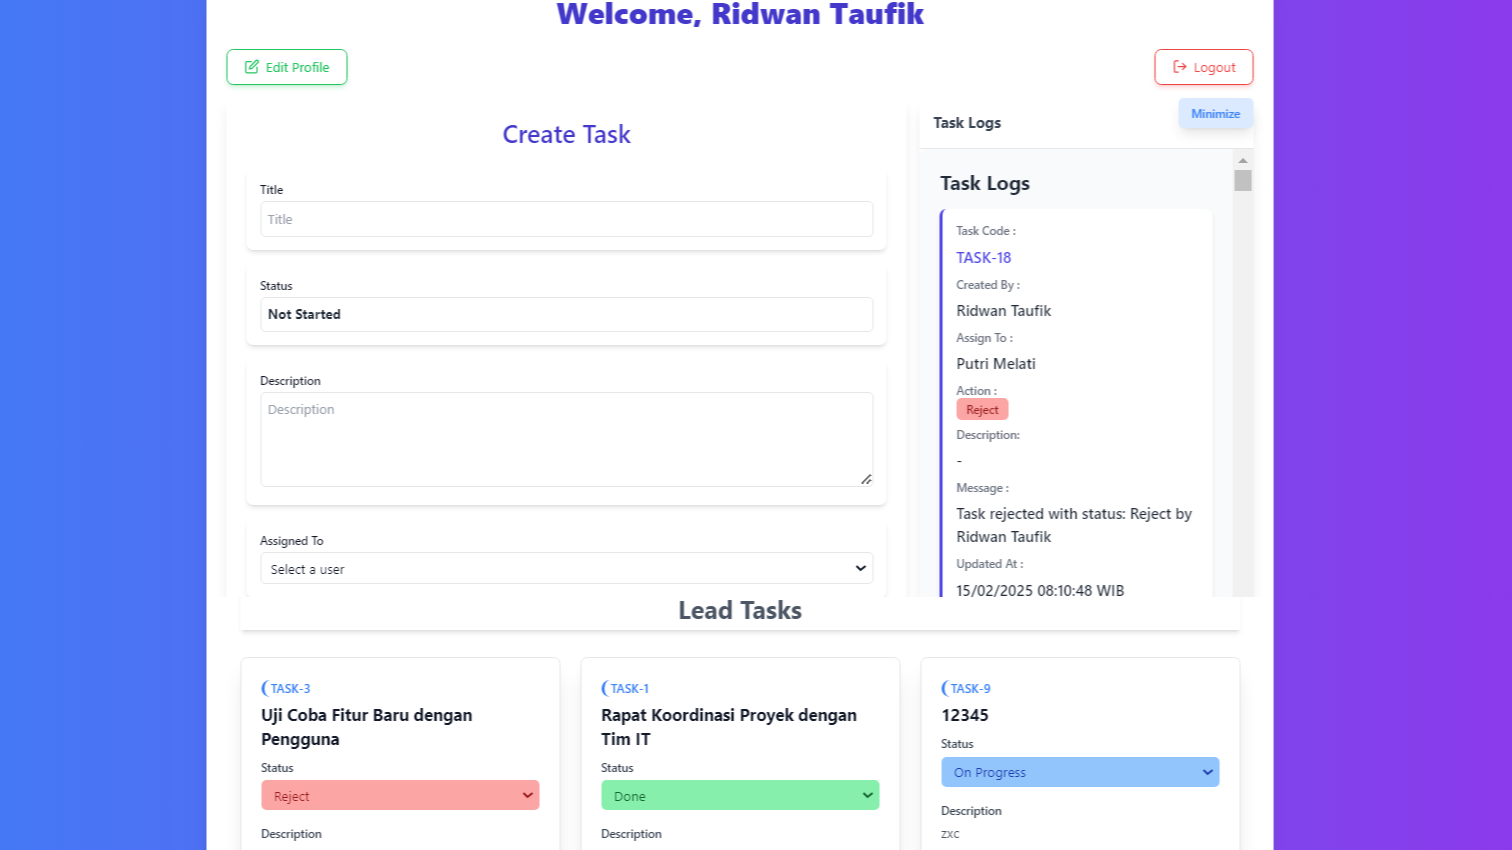 Welcome, Ridwan Taufik
Edit Profile
Logout
Create Task
Title
Title
Status
Not Started
Description
Description
Assigned To
Select a user
Minimize
Task Logs
Task Logs
Task Code :
TASK-18
Created By :
Ridwan Taufik
Assign To :
Putri Melati
Action :
Reject
Description:
-
Message :
Task rejected with status: Reject by
Ridwan Taufik
Updated At :
15/02/2025 08:10:48 WIB
Lead Tasks
TASK-3
Uji Coba Fitur Baru dengan
Pengguna
Status
Reject
Description
TASK-1
Rapat Koordinasi Proyek dengan
Tim IT
Status
Done
Description
TASK-9
12345
Status
On Progress
Description
zxc